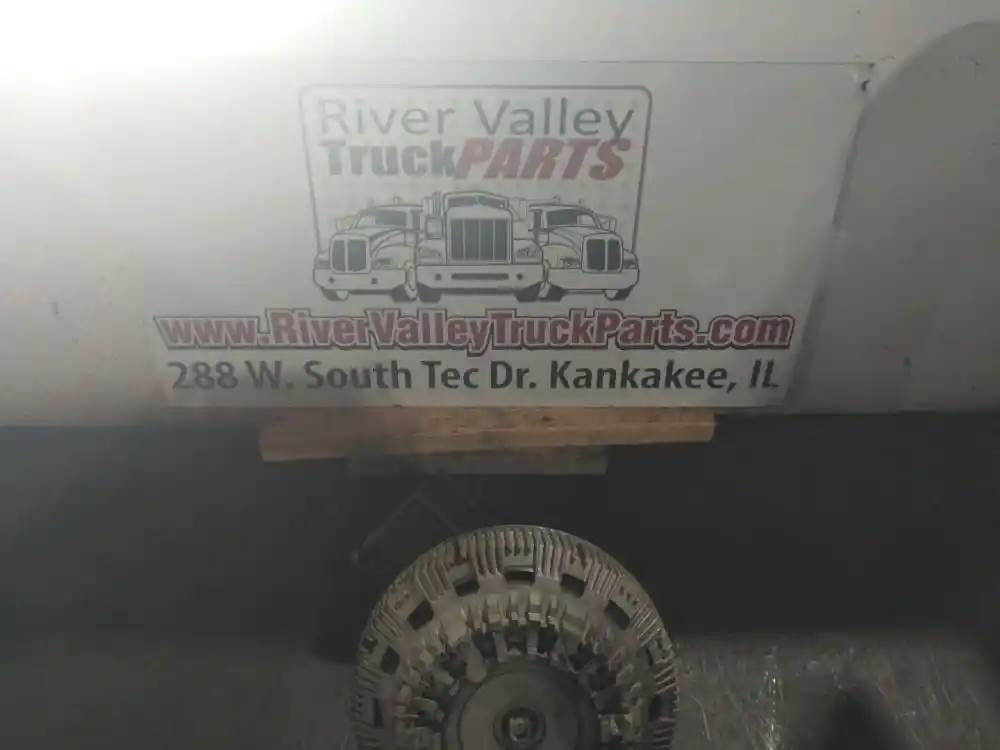 River Valley
TruckPARTS
www.RiverValleyTruckParts.com
288 W. South Tec Dr. Kankakee, IL